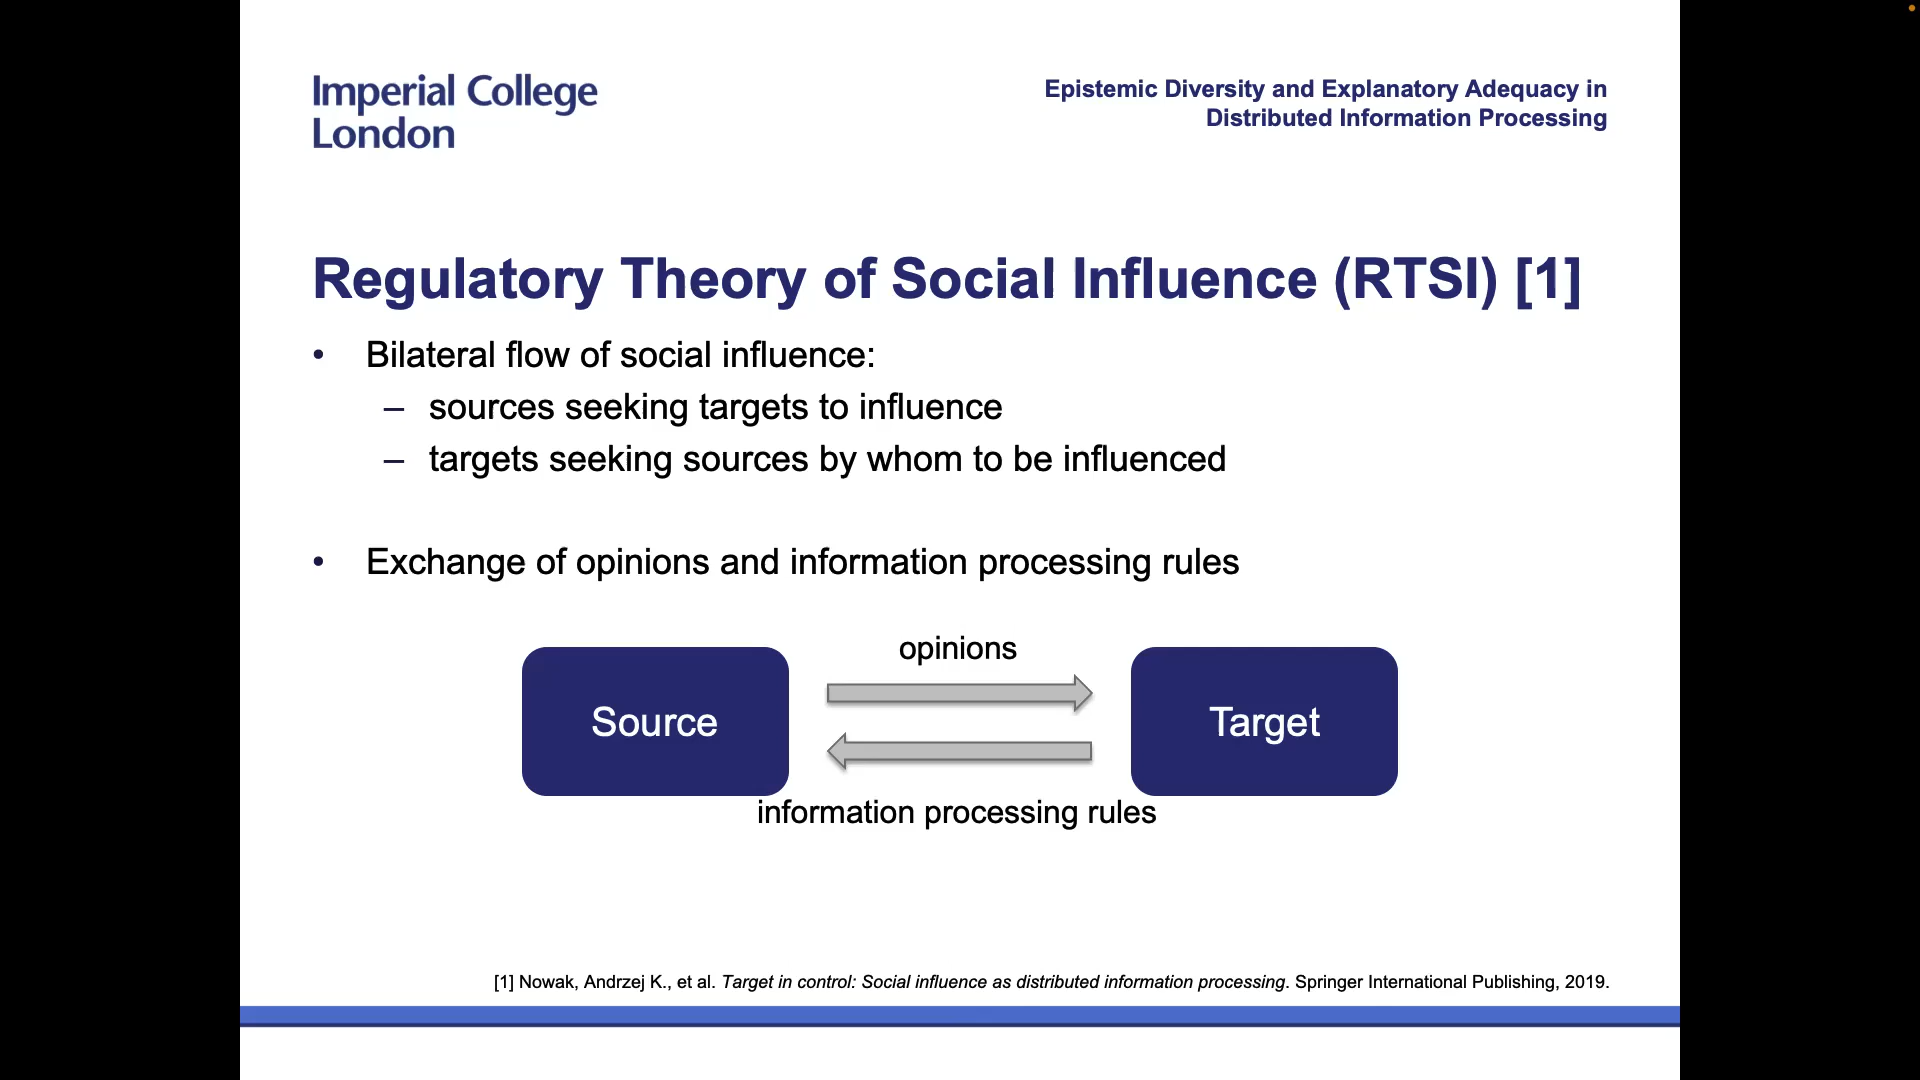 Imperial College
London
Epistemic Diversity and Explanatory Adequacy in
Distributed Information Processing
Regulatory Theory of Social Influence (RTSI) [1]
• Bilateral flow of social influence:
– sources seeking targets to influence
– targets seeking sources by whom to be influenced
• Exchange of opinions and information processing rules
opinions
Source
Target
information processing rules
[1] Nowak, Andrzej K., et al. Target in control: Social influence as distributed information processing. Springer International Publishing, 2019.